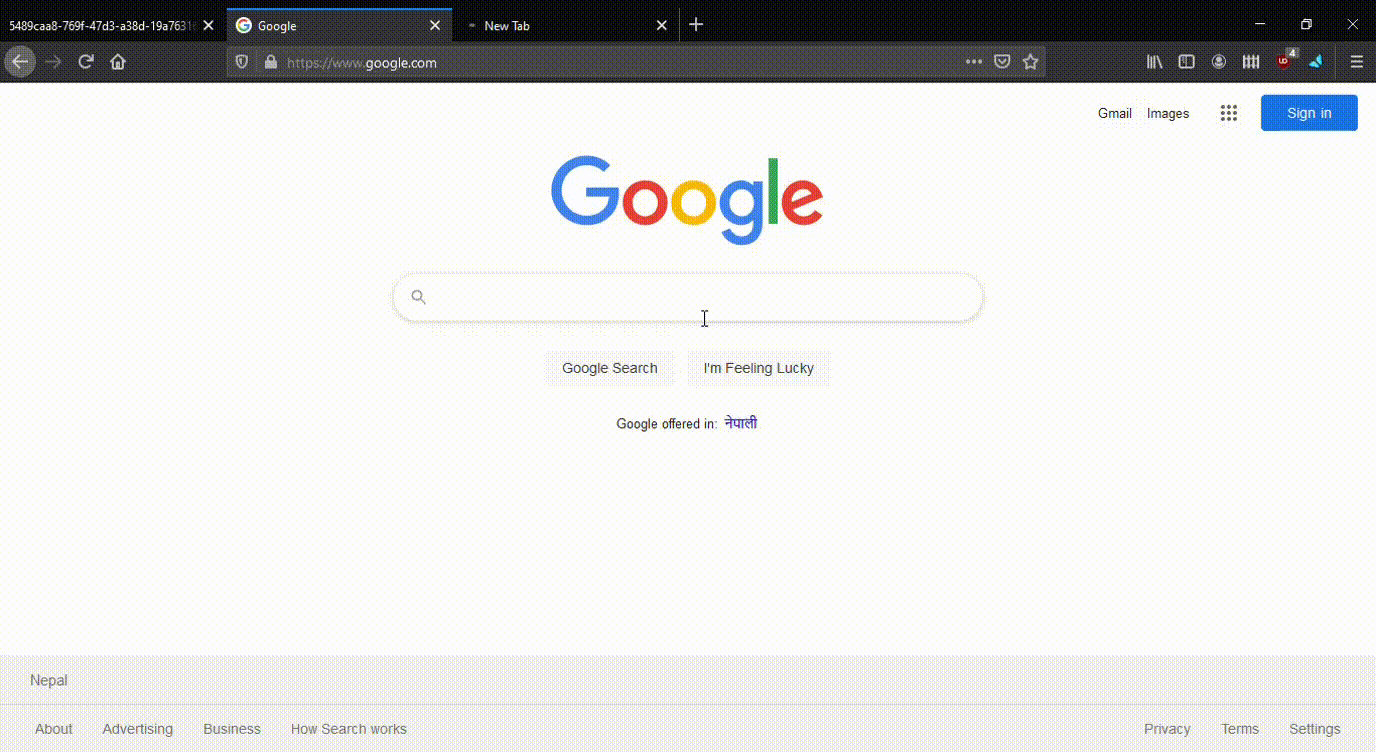 5489caa8-769f-47d3-a38d-19a7631
Google
New Tab
https://www.google.com
4
Gmail Images
Sign in
Google
Google Search
I'm Feeling Lucky
Google offered in: नेपाली
Nepal
About Advertising Business How Search works
Privacy Terms Settings